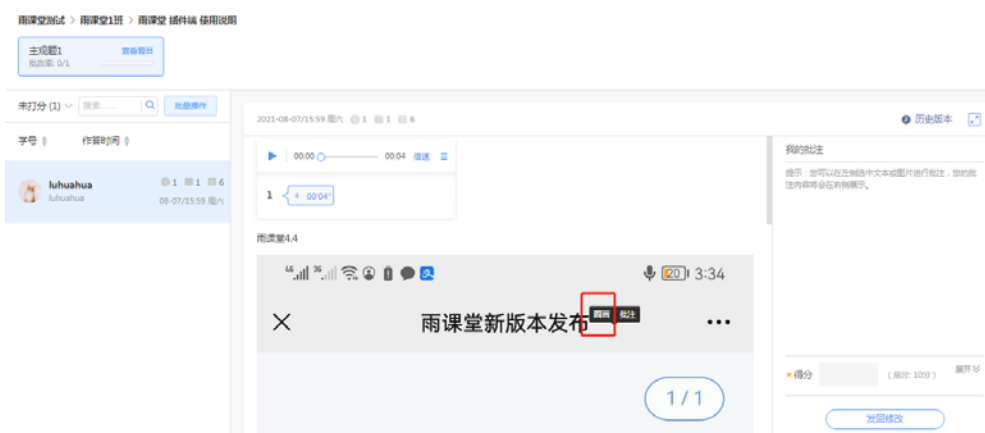 雨课堂测试 > 雨课堂1班 > 雨课堂 插件端 使用说明
主观题1 查看题目
批改率: 0/1
未打分 (1) 搜索...... 批量操作
2021-08-07/15:59 周六 1 1 6 历史版本
学号 作答时间
我的批注
00:00 00:04 倍速
提示：您可以在左侧选中文本或图片进行批注，您的批
注内容将会在右侧展示。
luhuahua 1 1 6
luhuahua 08-07/15:59 周六
1 00'04"
雨课堂4.4
4G 3G 20 3:34
雨课堂新版本发布 圈画 批注 •••
1/1
*得分 (总分: 10分) 展开
发回修改